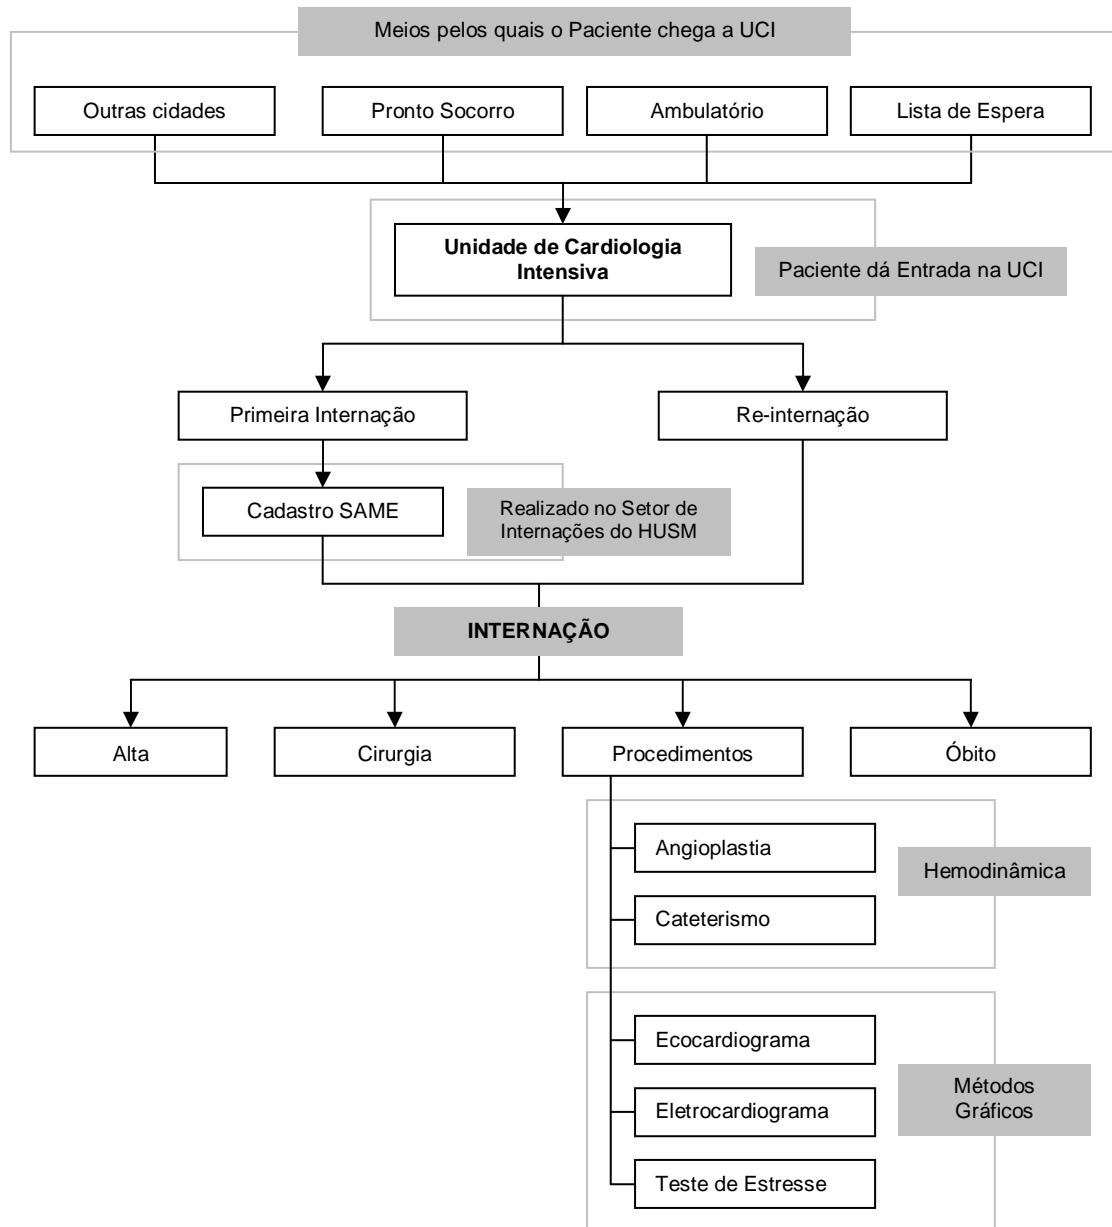 Meios pelos quais o Paciente chega a UCI
Outras cidades
Pronto Socorro
Ambulatório
Lista de Espera
Unidade de Cardiologia
Intensiva
Paciente dá Entrada na UCI
Primeira Internação
Re-internação
Cadastro SAME
Realizado no Setor de
Internações do HUSM
INTERNAÇÃO
Alta
Cirurgia
Procedimentos
Óbito
Angioplastia
Hemodinâmica
Cateterismo
Ecocardiograma
Métodos
Gráficos
Eletrocardiograma
Teste de Estresse